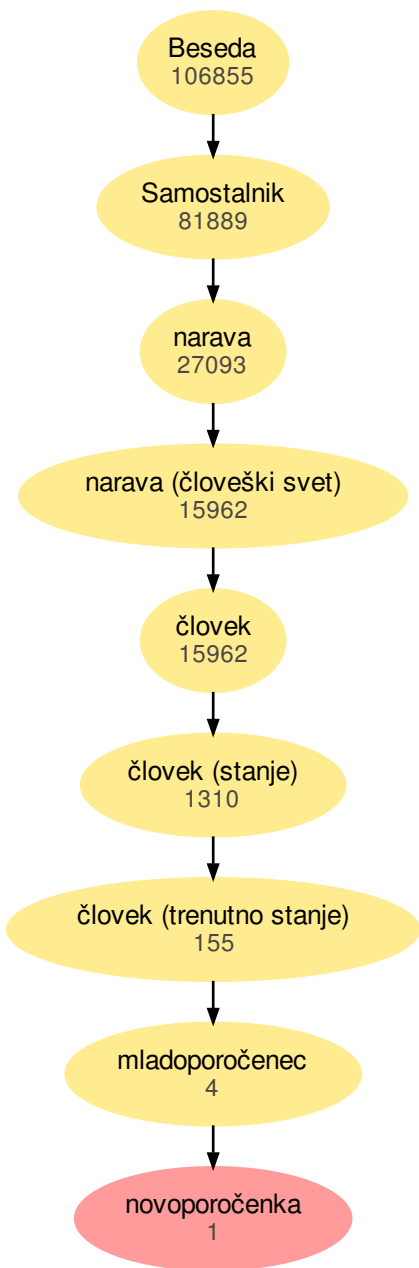 Beseda
106855
Samostalnik
81889
narava
27093
narava (človeški svet)
15962
človek
15962
človek (stanje)
1310
človek (trenutno stanje)
155
mladoporočenec
4
novoporočenka
1